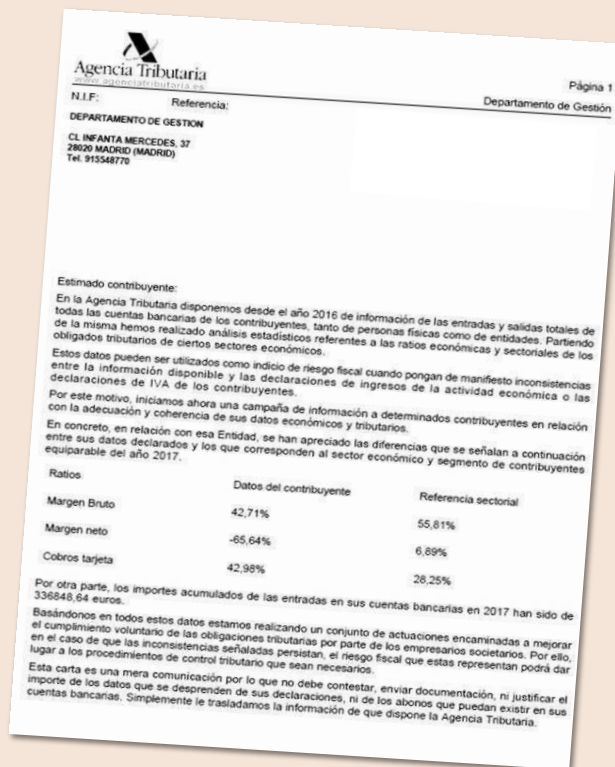 Agencia Tributaria
www.agenciatributaria.es
Página 1
Departamento de Gestión
N.I.F: Referencia:
DEPARTAMENTO DE GESTION
CL INFANTA MERCEDES, 37
28020 MADRID (MADRID)
Tel. 915548770
Estimado contribuyente:
En la Agencia Tributaria disponemos desde el año 2016 de información de las entradas y salidas totales de
todas las cuentas bancarias de los contribuyentes, tanto de personas físicas como de entidades. Partiendo
de la misma hemos realizado análisis estadísticos referentes a las ratios económicas y sectoriales de los
obligados tributarios de ciertos sectores económicos.
Estos datos pueden ser utilizados como indicio de riesgo fiscal cuando pongan de manifiesto inconsistencias
entre la información disponible y las declaraciones de ingresos de la actividad económica o las
declaraciones de IVA de los contribuyentes.
Por este motivo, iniciamos ahora una campaña de información a determinados contribuyentes en relación
con la adecuación y coherencia de sus datos económicos y tributarios.
En concreto, en relación con esa Entidad, se han apreciado las diferencias que se señalan a continuación
entre sus datos declarados y los que corresponden al sector económico y segmento de contribuyentes
equiparable del año 2017.
Ratios Datos del contribuyente Referencia sectorial
Margen Bruto 42,71% 55,81%
Margen neto -65,64% 6,89%
Cobros tarjeta 42,98% 28,25%
Por otra parte, los importes acumulados de las entradas en sus cuentas bancarias en 2017 han sido de
336848,64 euros.
Basándonos en todos estos datos estamos realizando un conjunto de actuaciones encaminadas a mejorar
el cumplimiento voluntario de las obligaciones tributarias por parte de los empresarios societarios. Por ello,
en el caso de que las inconsistencias señaladas persistan, el riesgo fiscal que estas representan podrá dar
lugar a los procedimientos de control tributario que sean necesarios.
Esta carta es una mera comunicación por lo que no debe contestar, enviar documentación, ni justificar el
importe de los datos que se desprenden de sus declaraciones, ni de los abonos que puedan existir en sus
cuentas bancarias. Simplemente le trasladamos la información de que dispone la Agencia Tributaria.